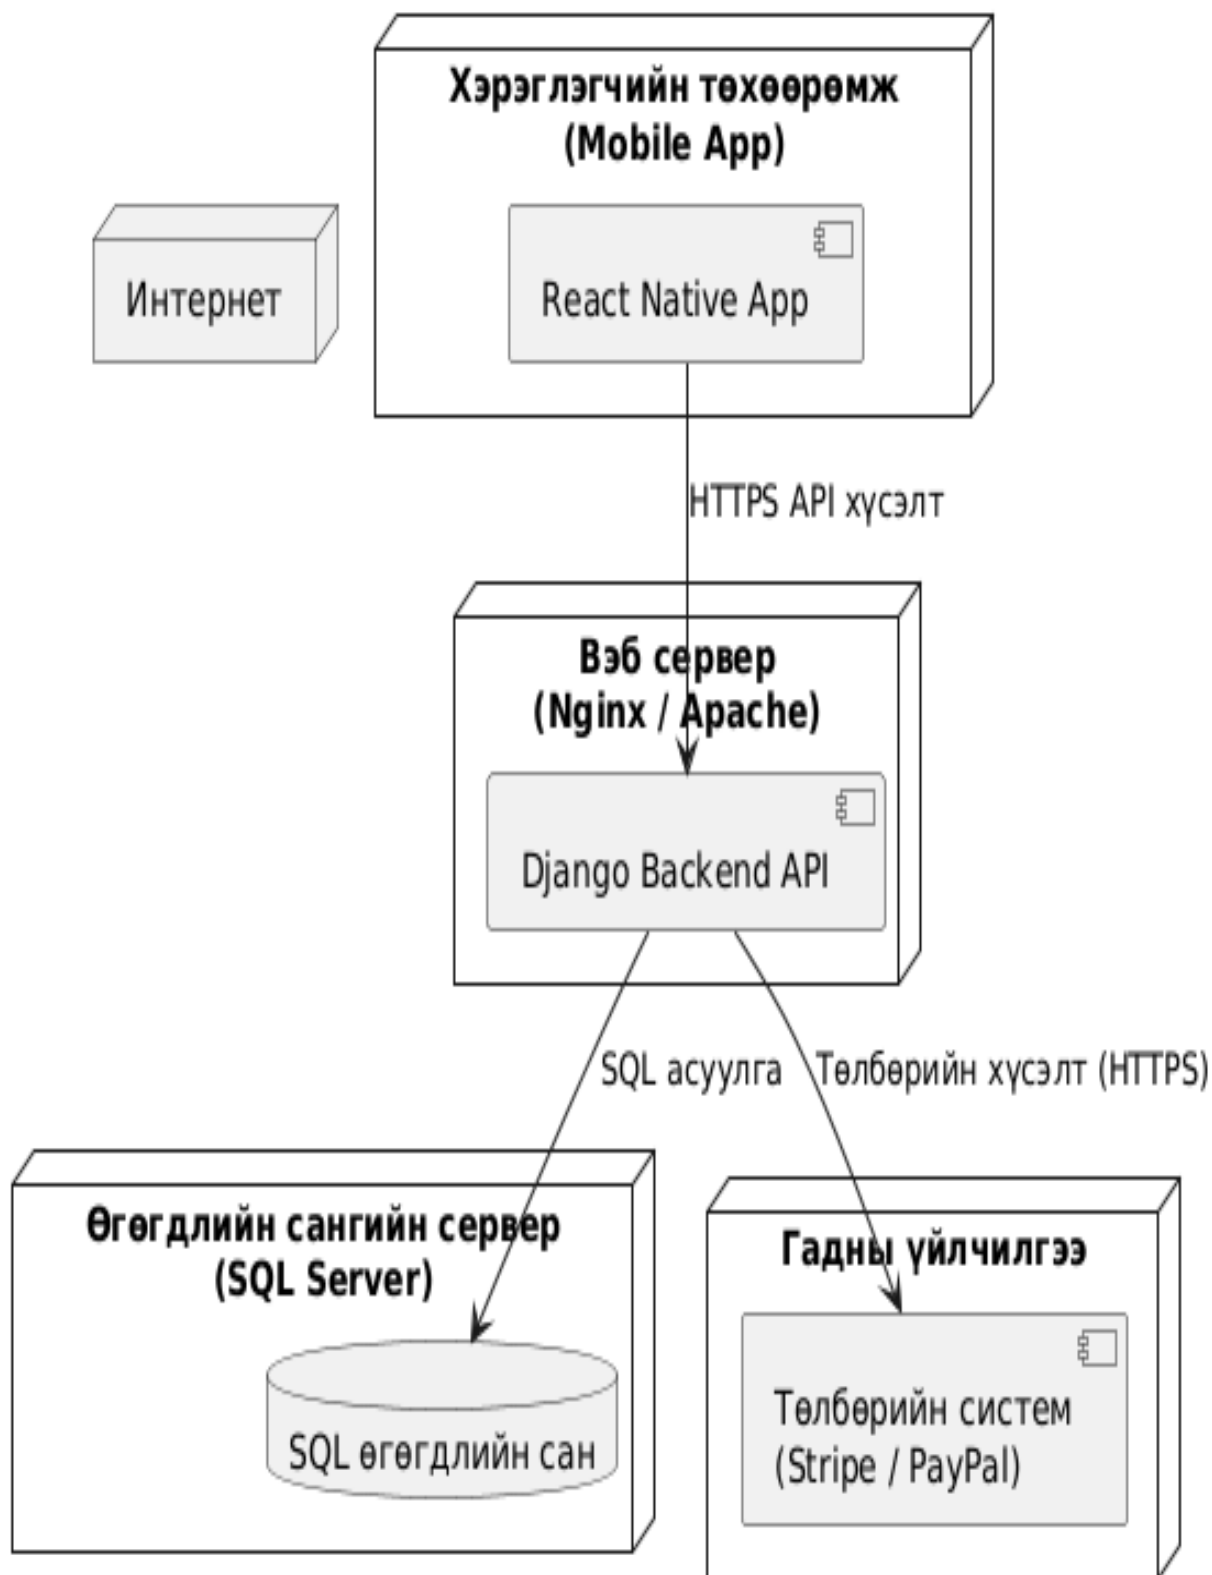 Хэрэглэгчийн төхөөрөмж
(Mobile App)
Интернет
React Native App
HTTPS API хүсэлт
Вэб сервер
(Nginx / Apache)
Django Backend API
SQL асуулга
Төлбөрийн хүсэлт (HTTPS)
Өгөгдлийн сангийн сервер
(SQL Server)
SQL өгөгдлийн сан
Гадны үйлчилгээ
Төлбөрийн систем
(Stripe / PayPal)